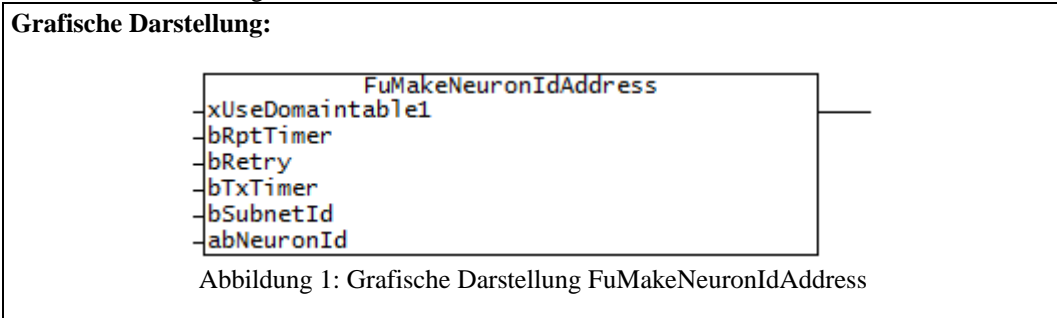 Grafische Darstellung:
FuMakeNeuronIdAddress
xUseDomaintable1
bRptTimer
bRetry
bTxTimer
bSubnetId
abNeuronId
Abbildung 1: Grafische Darstellung FuMakeNeuronIdAddress